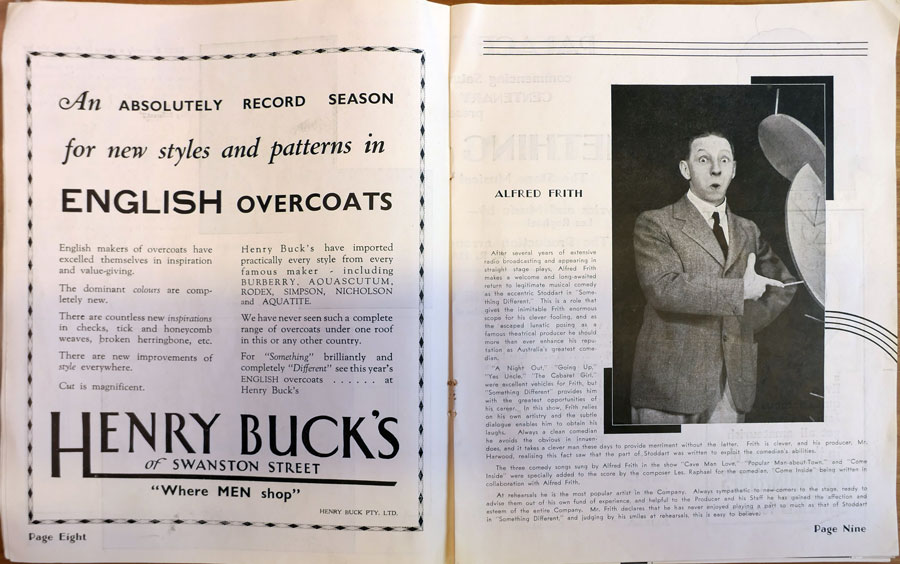 An ABSOLUTELY RECORD SEASON
for new styles and patterns in
ENGLISH OVERCOATS
English makers of overcoats have
excelled themselves in inspiration
and value-giving.
The dominant colours are comp-
letely new.
There are countless new inspirations
in checks, tick and honeycomb
weaves, broken herringbone, etc.
There are new improvements of
style everywhere.
Cut is magnificent.
Henry Buck's have imported
practically every style from every
famous maker - including
BURBERRY, AQUASCUTUM,
RODEX, SIMPSON, NICHOLSON
and AQUATITE.
We have never seen such a complete
range of overcoats under one roof
in this or any other country.
For "Something" brilliantly and
completely "Different" see this year's
ENGLISH overcoats ...... at
Henry Buck's
HENRY BUCK'S
of SWANSTON STREET
"Where MEN shop"
HENRY BUCK PTY. LTD.
Page Eight
ALFRED FRITH
After several years of extensive
radio broadcasting and appearing in
straight stage plays, Alfred Frith
makes a welcome and long-awaited
return to legitimate musical comedy
as the eccentric Stoddart in "Some-
thing Different." This is a role that
gives the inimitable Frith enormous
scope for his clever fooling, and as
the escaped lunatic posing as a
famous theatrical producer he should
more than ever enhance his repu-
tation as Australia's greatest come-
dian.
"A Night Out," "Going Up,"
"Yes Uncle," "The Cabaret Girl,"
were excellent vehicles for Frith, but
"Something Different" provides him
with the greatest opportunities of
his career. In this show, Frith relies
on his own artistry and the subtle
dialogue enables him to obtain his
laughs. Always a clean comedian
he avoids the obvious in innuen-
does, and it takes a clever man these days to provide merriment without the latter. Frith is clever, and his producer, Mr.
Harwood, realising this fact saw that the part of Stoddart was written to exploit the comedian's abilities.
The three comedy songs sung by Alfred Frith in the show "Cave Man Love," "Popular Man-about-Town," and "Come
Inside" were specially added to the score by the composer Les. Raphael for the comedian, "Come Inside" being written in
collaboration with Alfred Frith.
At rehearsals he is the most popular artist in the Company. Always sympathetic to new-comers to the stage, ready to
advise them out of his own fund of experience, and helpful to the Producer and his Staff he has gained the affection and
esteem of the entire Company. Mr. Frith declares that he has never enjoyed playing a part so much as that of Stoddart
in "Something Different," and judging by his smiles at rehearsals, this is easy to believe.
Page Nine